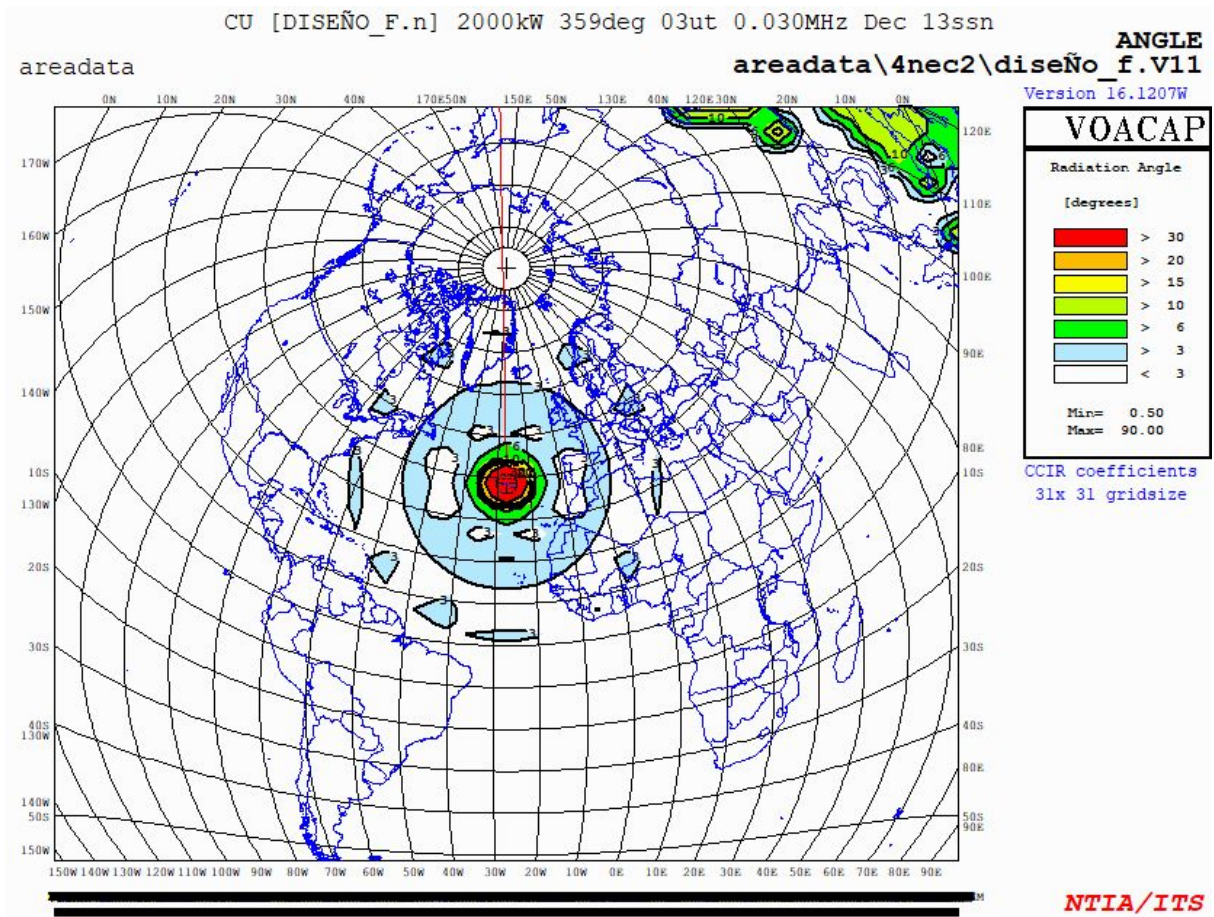 CU [DISEÑO_F.n] 2000kW 359deg 03ut 0.030MHz Dec 13ssn
ANGLE
areadata
areadata\4nec2\diseÑo_f.V11
Version 16.1207W
VOACAP
Radiation Angle
[degrees]
> 30
> 20
> 15
> 10
> 6
> 3
< 3
Min= 0.50
Max= 90.00
CCIR coefficients
31x 31 gridsize
0N 10N 20N 30N 40N 170E50N 150E 50N 130E 40N 120E30N 20N 10N 0N
170W
160W
150W
140W
10S
130W
20S
30S
40S
130W
140W
50S
150W
120E
110E
100E
90E
80E
10S
20S
30S
40S
80E
50S
90E
150W 140W 130W 120W 110W 100W 90W 80W 70W 60W 50W 40W 30W 20W 10W 0E 10E 20E 30E 40E 50E 60E 70E 80E 90E
NTIA/ITS